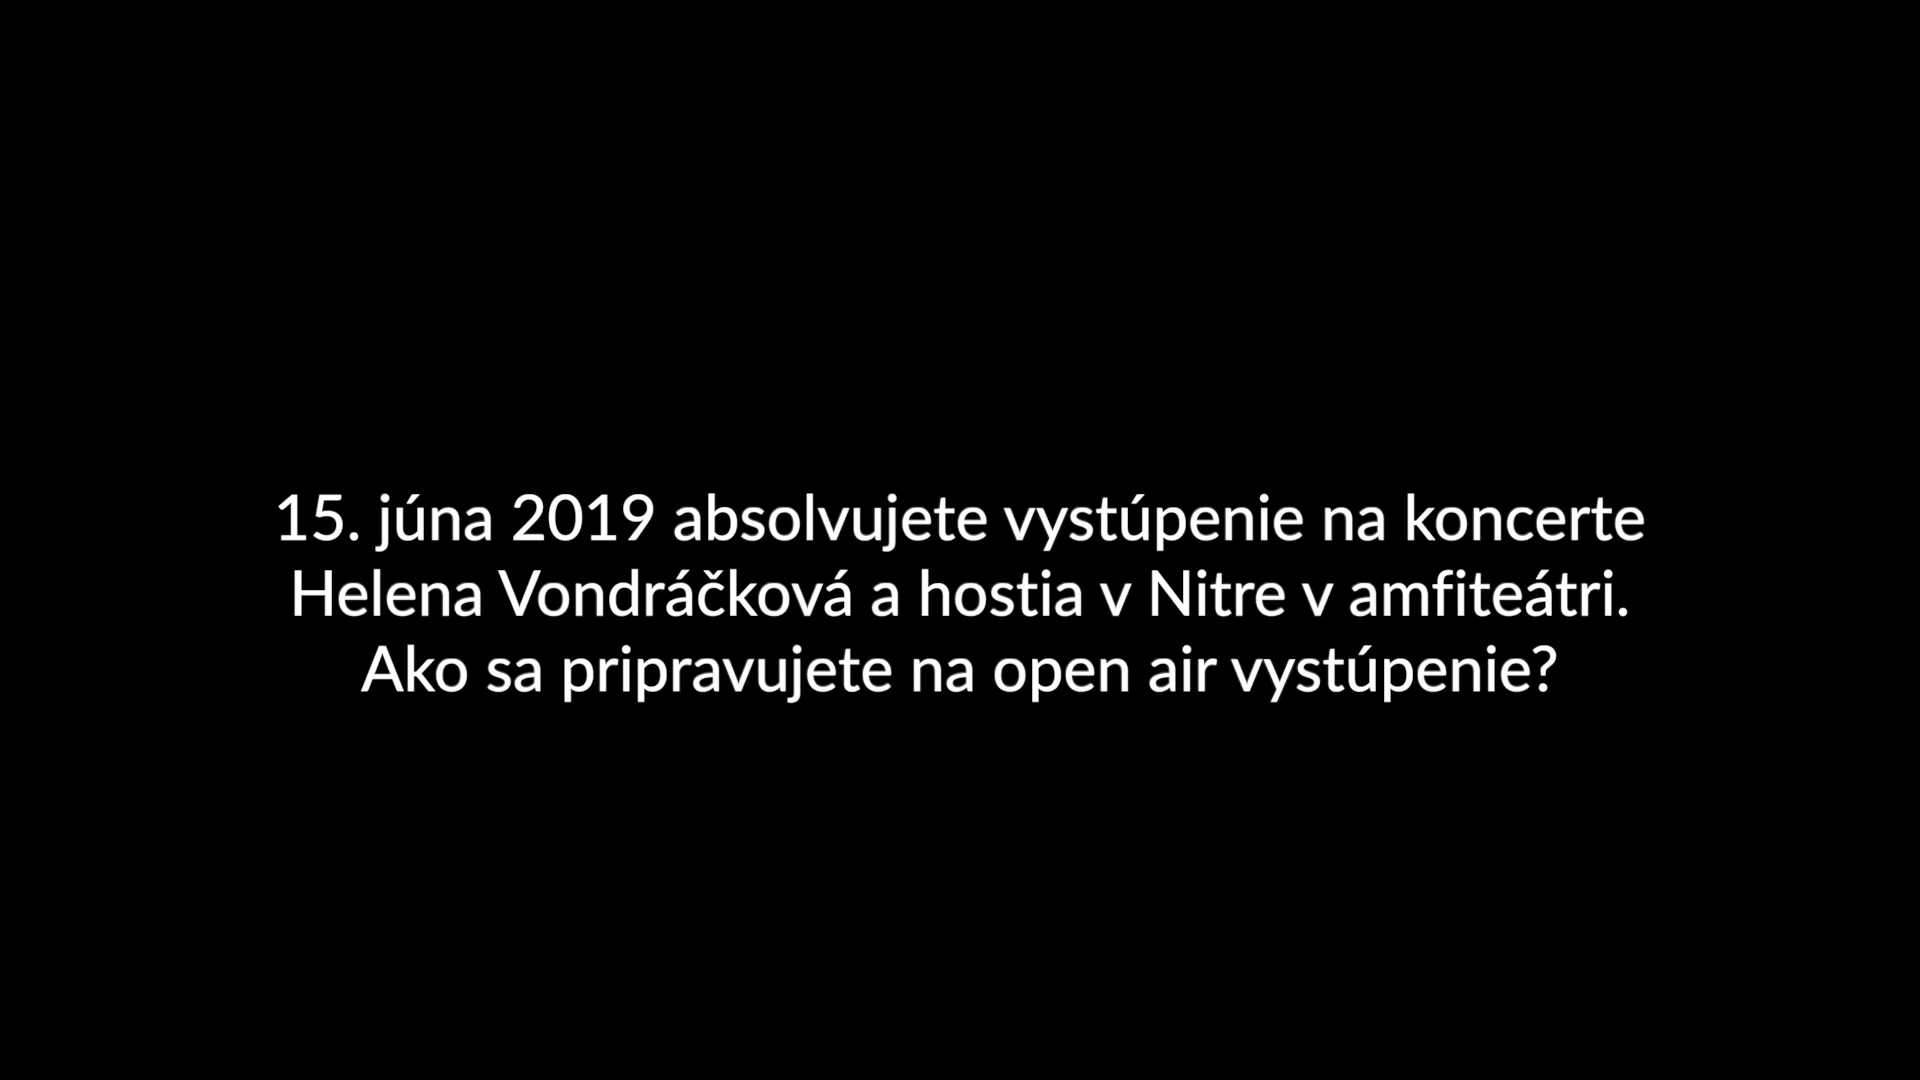 15. júna 2019 absolvujete vystúpenie na koncerte
Helena Vondráčková a hostia v Nitre v amfiteátri.
Ako sa pripravujete na open air vystúpenie?